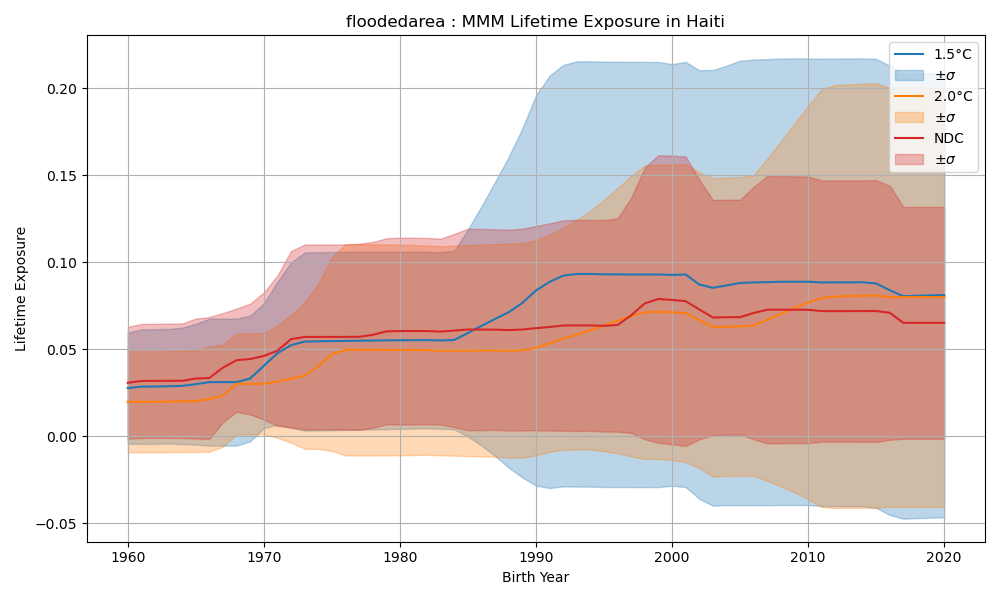 floodedarea : MMM Lifetime Exposure in Haiti
1.5°C
±σ
2.0°C
±σ
NDC
±σ
Lifetime Exposure
0.20
0.15
0.10
0.05
0.00
−0.05
1960 1970 1980 1990 2000 2010 2020
Birth Year